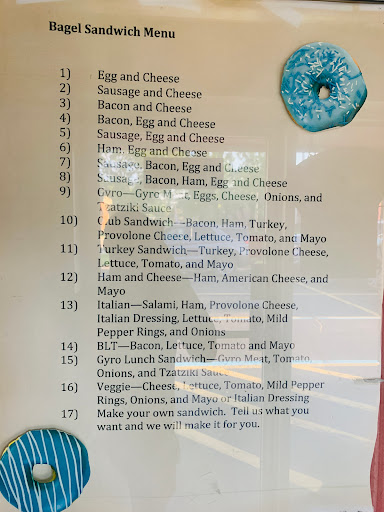 Bagel Sandwich Menu
1) Egg and Cheese
2) Sausage and Cheese
3) Bacon and Cheese
4) Bacon, Egg and Cheese
5) Sausage, Egg and Cheese
6) Ham, Egg and Cheese
7) Sausage, Bacon, Egg and Cheese
8) Sausage, Bacon, Ham, Egg and Cheese
9) Gyro—Gyro Meat, Eggs, Cheese, Onions, and
Tzatziki Sauce
10) Club Sandwich—Bacon, Ham, Turkey,
Provolone Cheese, Lettuce, Tomato, and Mayo
11) Turkey Sandwich—Turkey, Provolone Cheese,
Lettuce, Tomato, and Mayo
12) Ham and Cheese—Ham, American Cheese, and
Mayo
13) Italian—Salami, Ham, Provolone Cheese,
Italian Dressing, Lettuce, Tomato, Mild
Pepper Rings, and Onions
14) BLT—Bacon, Lettuce, Tomato and Mayo
15) Gyro Lunch Sandwich—Gyro Meat, Tomato,
Onions, and Tzatziki Sauce
16) Veggie—Cheese, Lettuce, Tomato, Mild Pepper
Rings, Onions, and Mayo or Italian Dressing
17) Make your own sandwich. Tell us what you
want and we will make it for you.